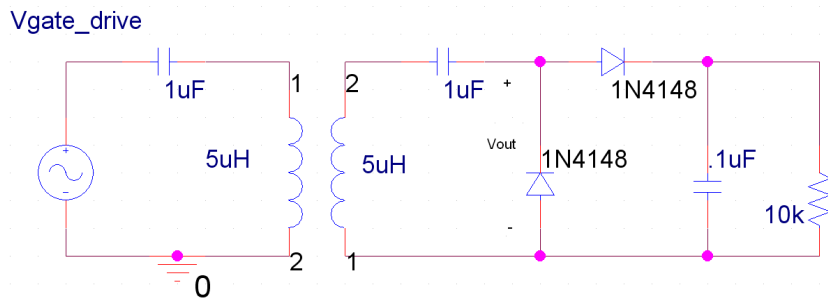 Vgate_drive
1uF
1
2
1uF
+
1N4148
5uH
5uH
Vout
1N4148
.1uF
10k
-
2
1
0